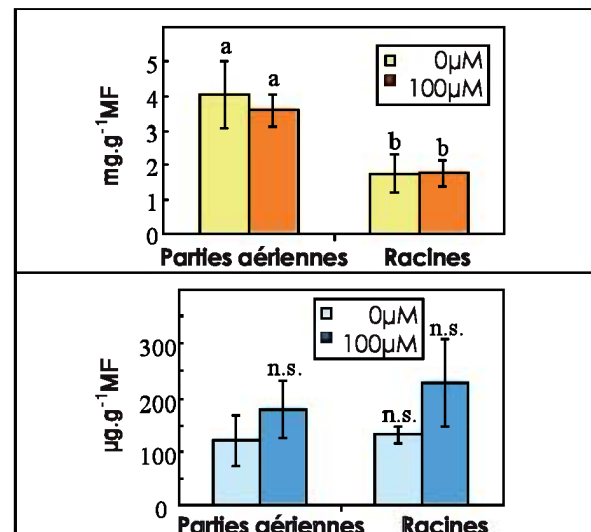 mg.g⁻¹MF
5
4
3
2
1
0
a
a
b
b
0µM
100µM
Parties aériennes
Racines
µg.g⁻¹MF
300
200
100
0
n.s.
n.s.
n.s.
0µM
100µM
Parties aériennes
Racines